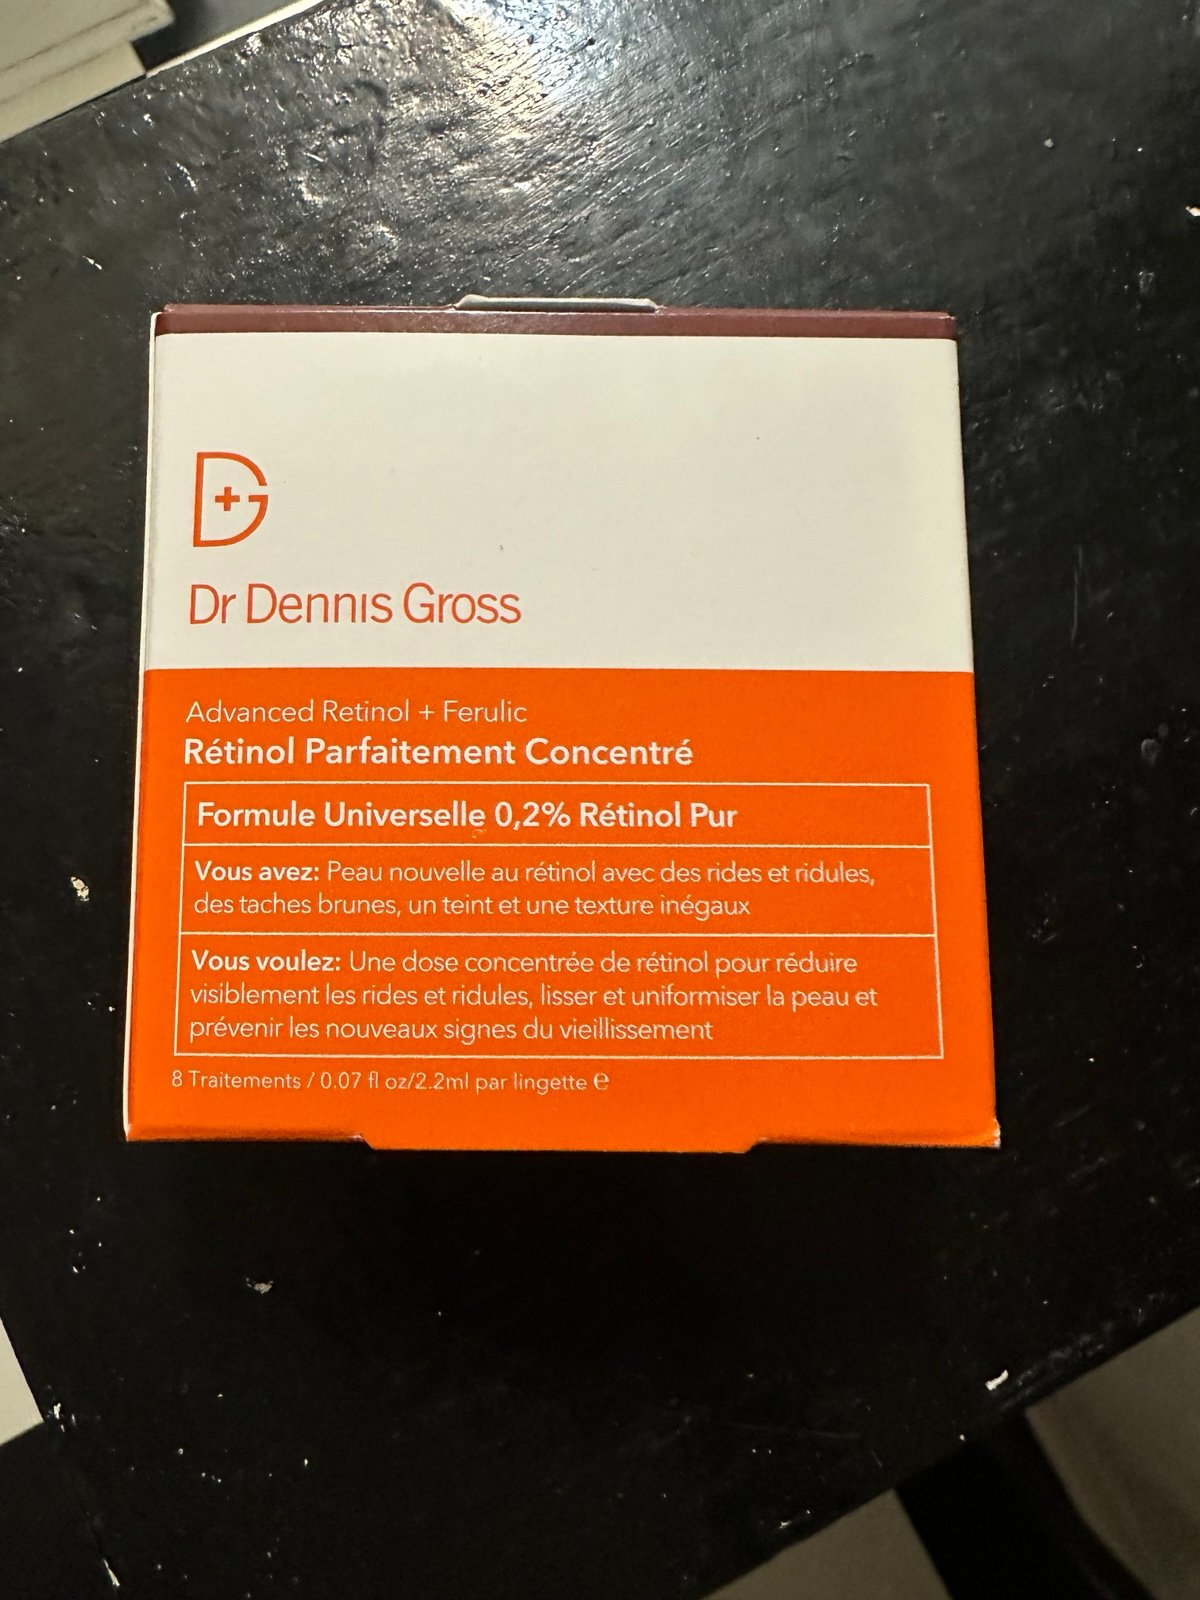 Dr Dennis Gross
Advanced Retinol + Ferulic
Rétinol Parfaitement Concentré
Formule Universelle 0,2% Rétinol Pur
Vous avez: Peau nouvelle au rétinol avec des rides et ridules,
des taches brunes, un teint et une texture inégaux
Vous voulez: Une dose concentrée de rétinol pour réduire
visiblement les rides et ridules, lisser et uniformiser la peau et
prévenir les nouveaux signes du vieillissement
8 Traitements / 0.07 fl oz/2.2ml par lingette ℮